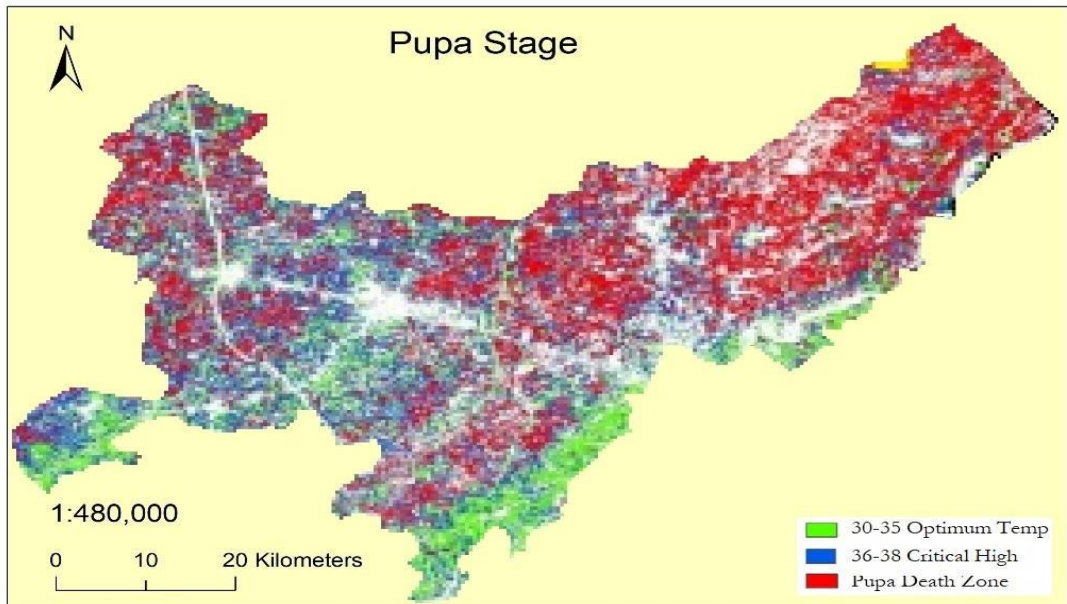 Pupa Stage
N
1:480,000
0 10 20 Kilometers
30-35 Optimum Temp
36-38 Critical High
Pupa Death Zone